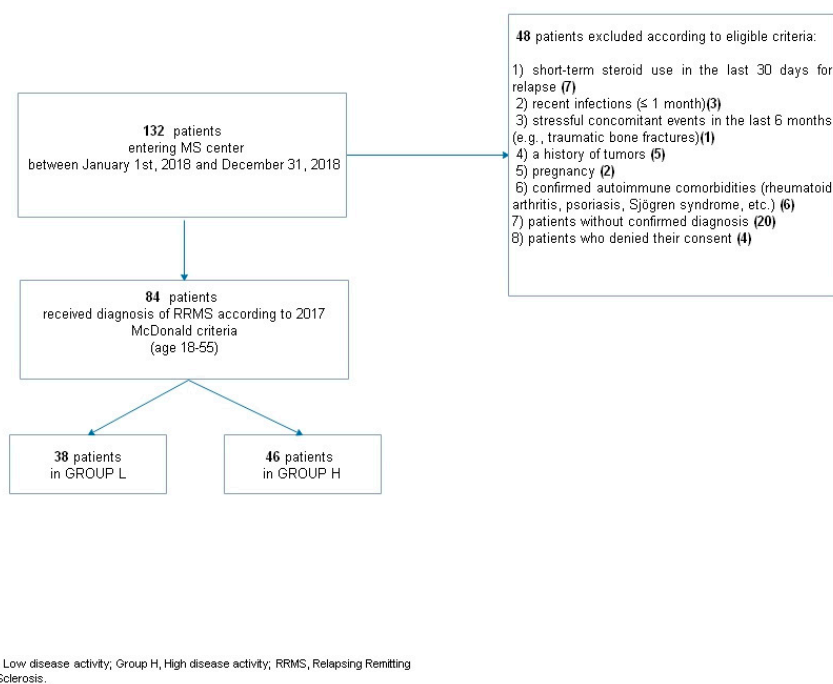 132 patients
entering MS center
between January 1st, 2018 and December 31, 2018
48 patients excluded according to eligible criteria:
1) short-term steroid use in the last 30 days for
relapse (7)
2) recent infections (≤ 1 month)(3)
3) stressful concomitant events in the last 6 months
(e.g., traumatic bone fractures)(1)
4) a history of tumors (5)
5) pregnancy (2)
6) confirmed autoimmune comorbidities (rheumatoid
arthritis, psoriasis, Sjögren syndrome, etc.) (6)
7) patients without confirmed diagnosis (20)
8) patients who denied their consent (4)
84 patients
received diagnosis of RRMS according to 2017
McDonald criteria
(age 18-55)
38 patients
in GROUP L
46 patients
in GROUP H
Low disease activity; Group H, High disease activity; RRMS, Relapsing Remitting
Sclerosis.